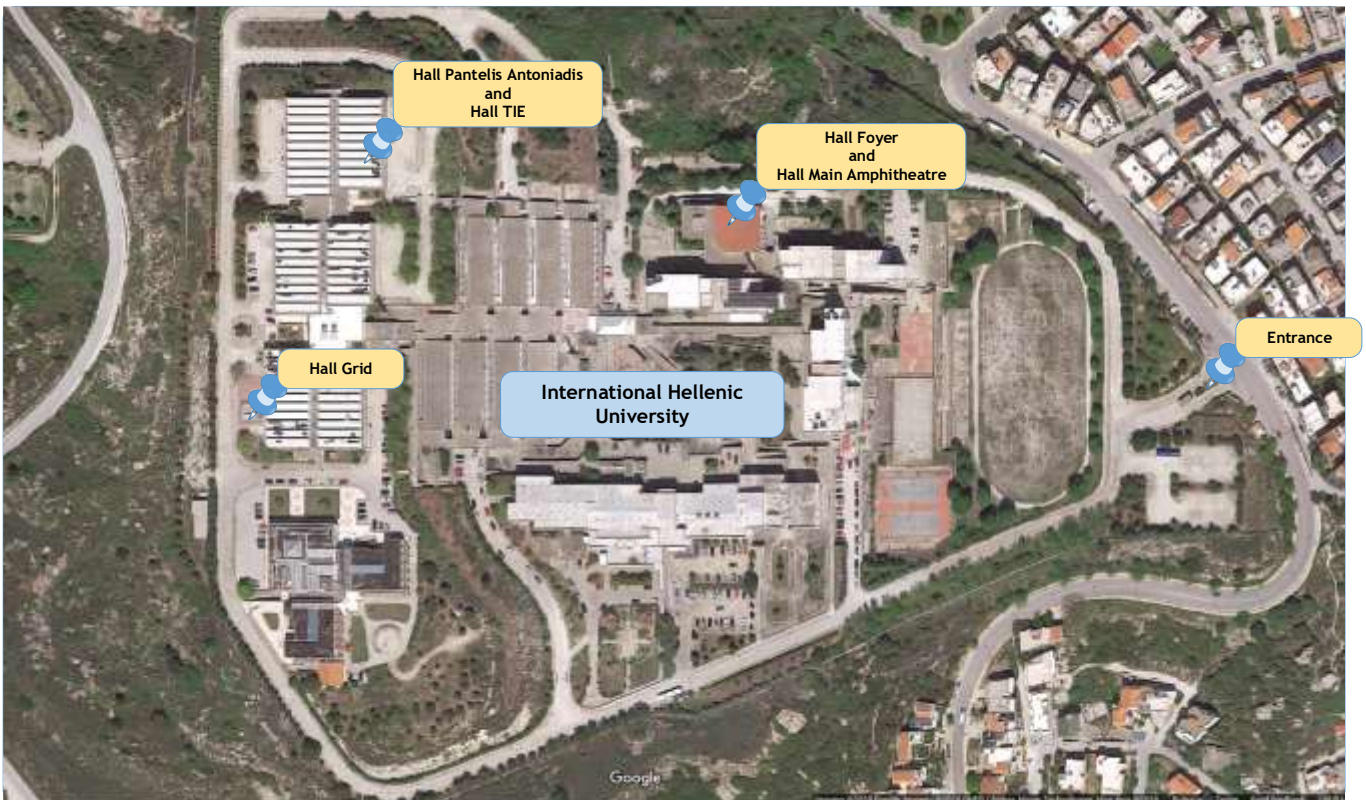 Hall Pantelis Antoniadis
and
Hall TIE
Hall Foyer
and
Hall Main Amphitheatre
Entrance
Hall Grid
International Hellenic
University
Google